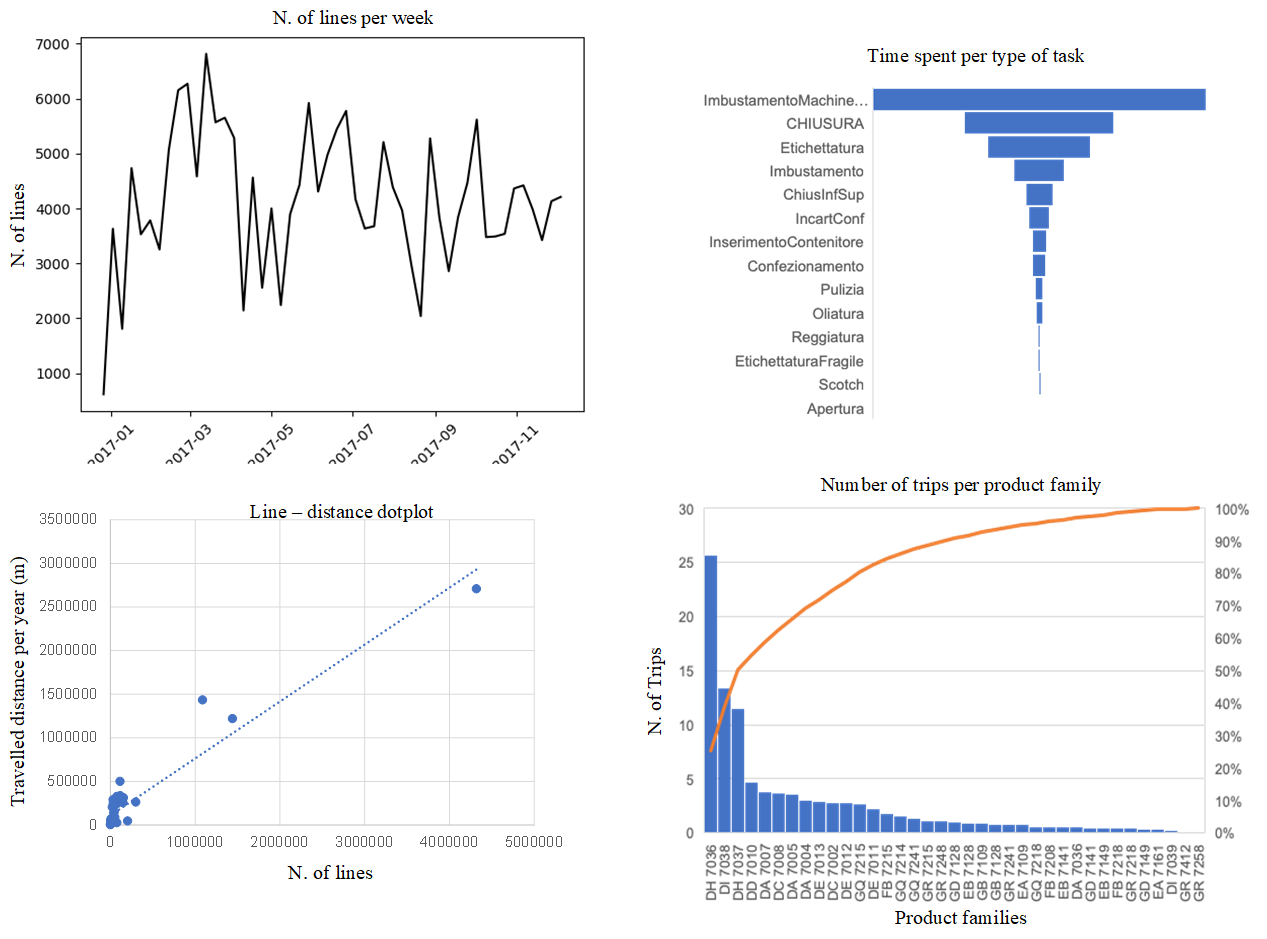 N. of lines per week
7000
6000
5000
4000
3000
2000
1000
N. of lines
2017-01
2017-03
2017-05
2017-07
2017-09
2017-11
Time spent per type of task
ImbustamentoMachine...
CHIUSURA
Etichettatura
Imbustamento
ChiusInfSup
IncartConf
InserimentoContenitore
Confezionamento
Pulizia
Oliatura
Reggiatura
EtichettaturaFragile
Scotch
Apertura
Line – distance dotplot
3500000
3000000
2500000
2000000
1500000
1000000
500000
0
Travelled distance per year (m)
0
1000000
2000000
3000000
4000000
5000000
N. of lines
Number of trips per product family
30
25
20
15
10
5
0
N. of Trips
100%
90%
80%
70%
60%
50%
40%
30%
20%
10%
0%
DH 7036
DI 7038
DH 7037
DD 7010
DA 7007
DC 7008
DA 7005
DA 7004
DE 7013
DC 7002
DE 7012
GQ 7215
DE 7011
FB 7215
GQ 7214
GQ 7241
GR 7215
GR 7248
GD 7128
EB 7128
GB 7109
GB 7128
GR 7241
EA 7109
GQ 7218
FB 7208
EB 7141
DA 7036
GD 7141
EB 7149
FB 7218
GR 7218
GD 7149
EA 7161
DI 7039
GR 7412
GR 7258
Product families